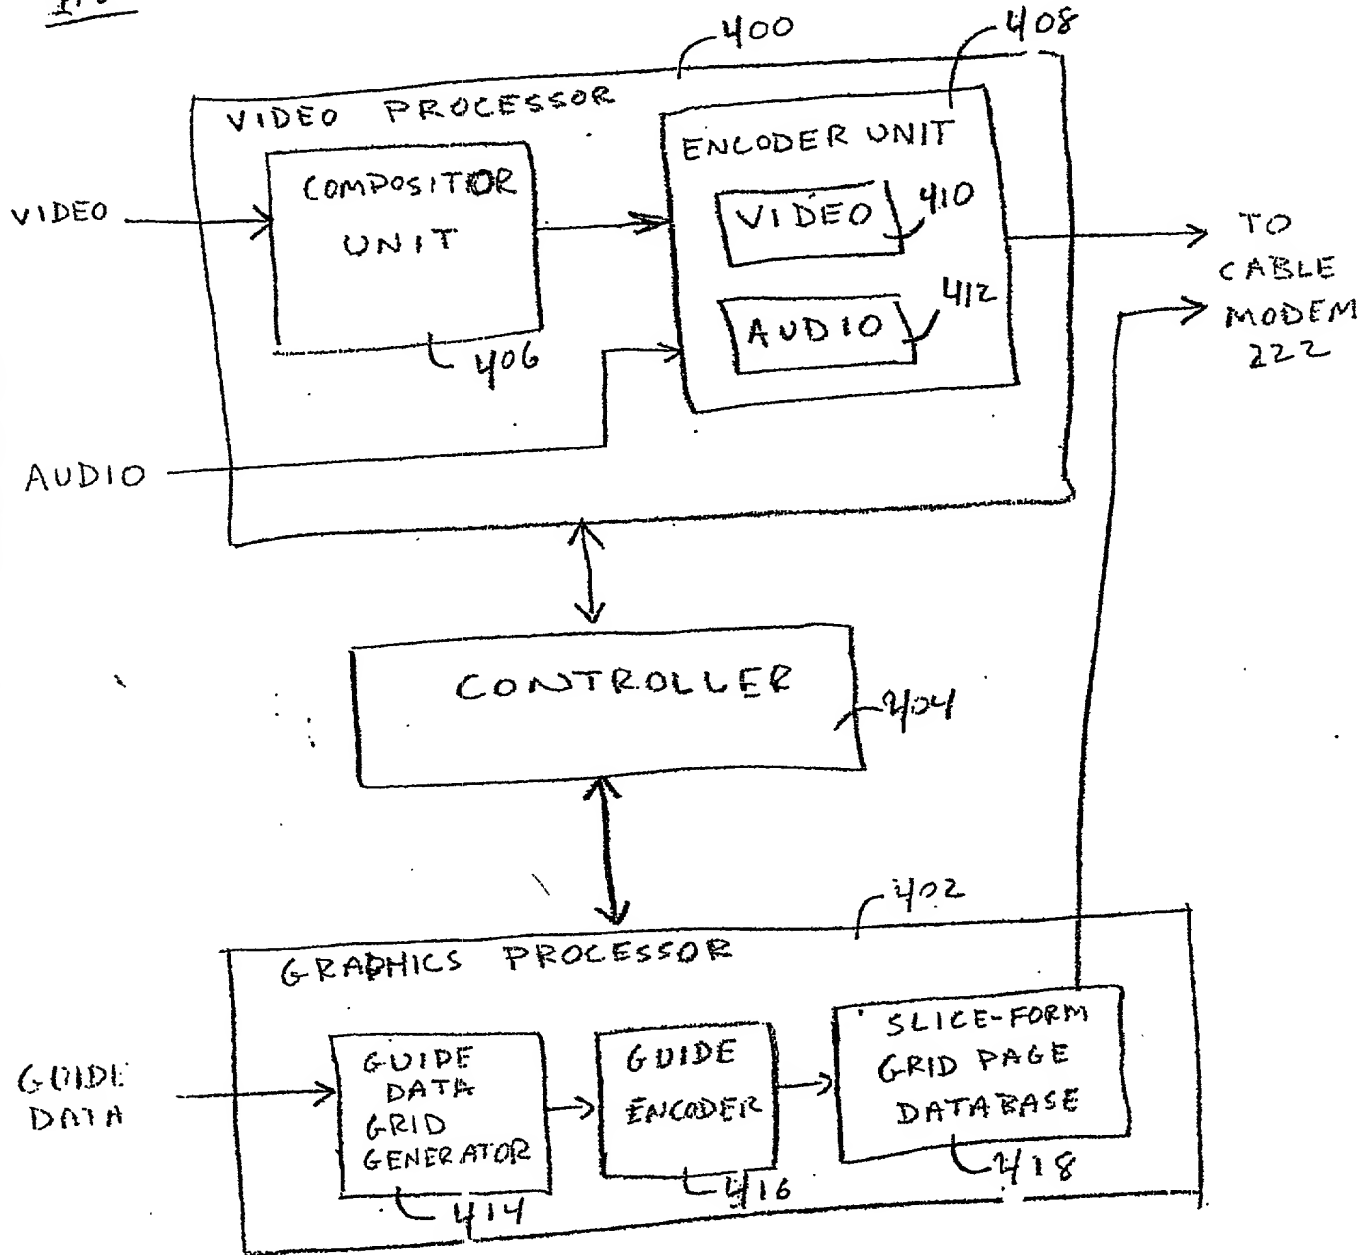 400
408
VIDEO PROCESSOR
ENCODER UNIT
COMPOSITOR
UNIT
VIDEO
VIDEO
410
TO
CABLE
MODEM
222
AUDIO
412
406
AUDIO
CONTROLLER
404
402
GRAPHICS PROCESSOR
GUIDE
DATA
GUIDE
DATA
GRID
GENERATOR
GUIDE
ENCODER
SLICE-FORM
GRID PAGE
DATABASE
414
416
418